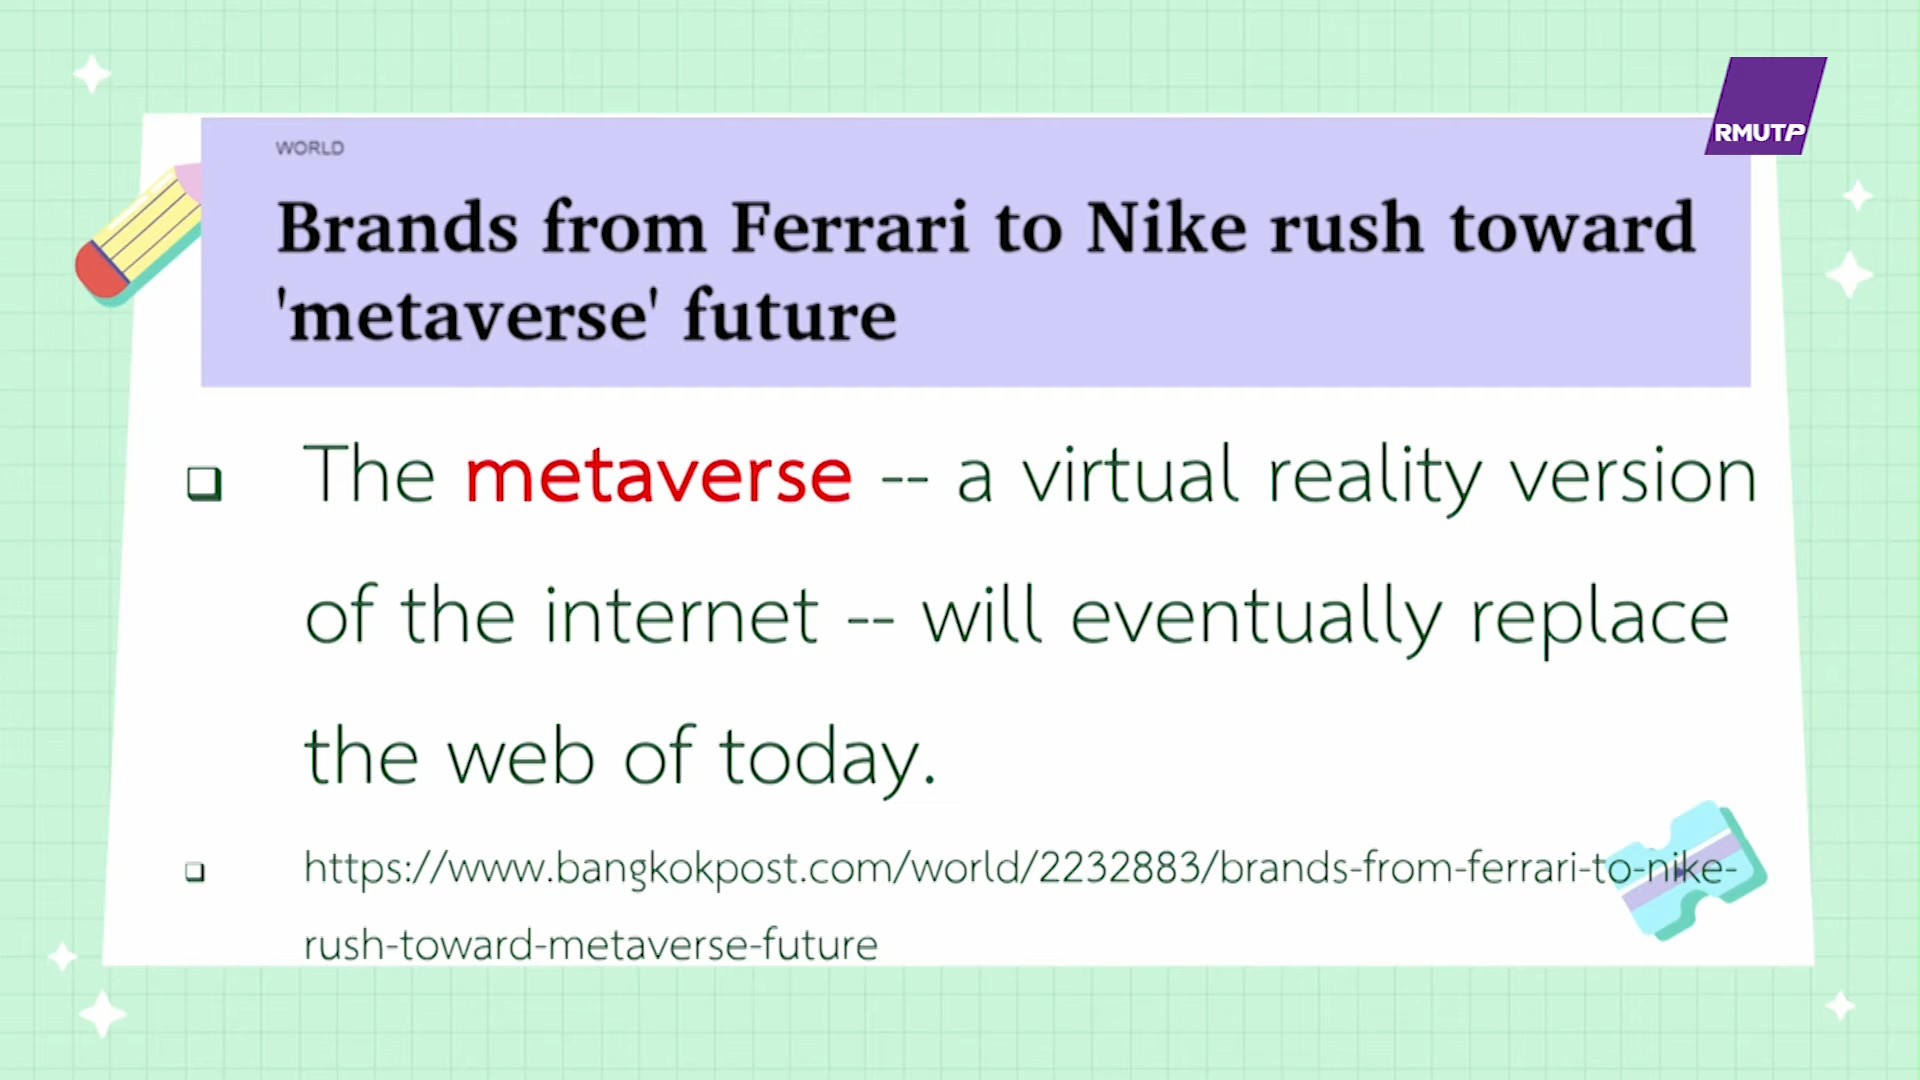 RMUTP
WORLD
Brands from Ferrari to Nike rush toward
'metaverse' future
The metaverse -- a virtual reality version
of the internet -- will eventually replace
the web of today.
https://www.bangkokpost.com/world/2232883/brands-from-ferrari-to-nike-
rush-toward-metaverse-future